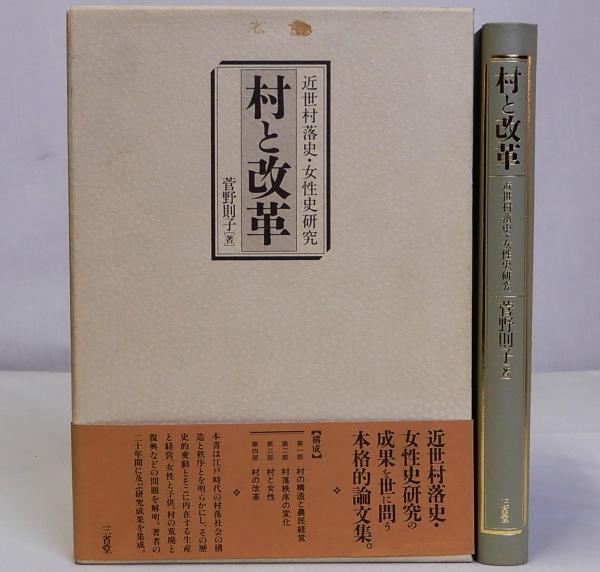 近世村落史・女性史研究
村と改革
菅野則子［著］
近世村落史・
女性史研究の
成果を世に問う
本格的論文集。
【構成】
第一部　村の構造と農民経営
第二部　村落秩序の変化
第三部　村と女性
第四部　村の改革
本書は江戸時代の村落社会の構
造と秩序とを明らかにし、その歴
史的変動とそこに内在する生産
と経営、女性と子供、村の荒廃と
復興などの問題を解明。著者の
二十年間に及ぶ研究成果を集成。
三省堂
村と改革
近世村落史・女性史研究
菅野則子［著］
三省堂